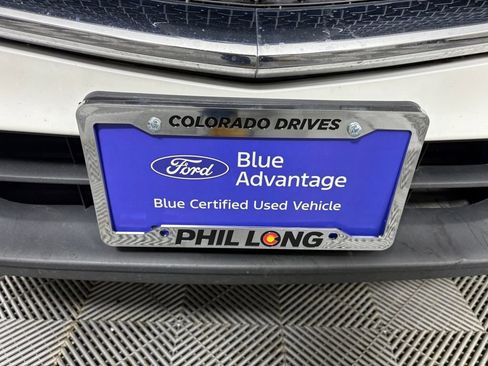 COLORADO DRIVES
Ford
Blue
Advantage
Blue Certified Used Vehicle
PHIL LONG